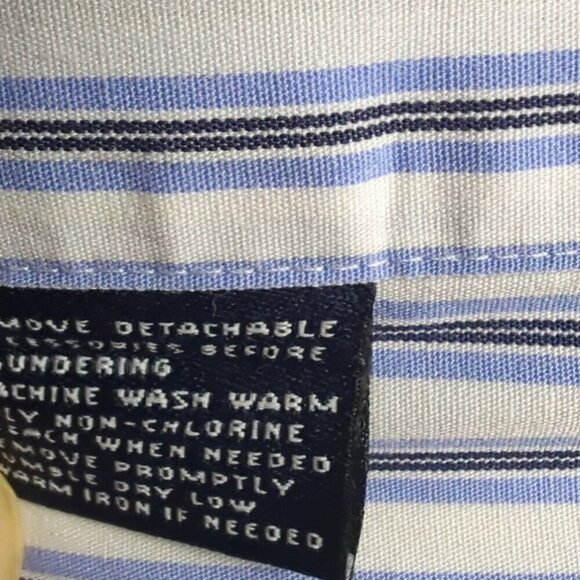 MOVE DETACHABLE
CESSORIES BEFORE
UNDERING
ACHINE WASH WARM
LY NON-CHLORINE
EACH WHEN NEEDED
EMOVE PROMPTLY
UMBLE DRY LOW
WARM IRON IF NEEDED